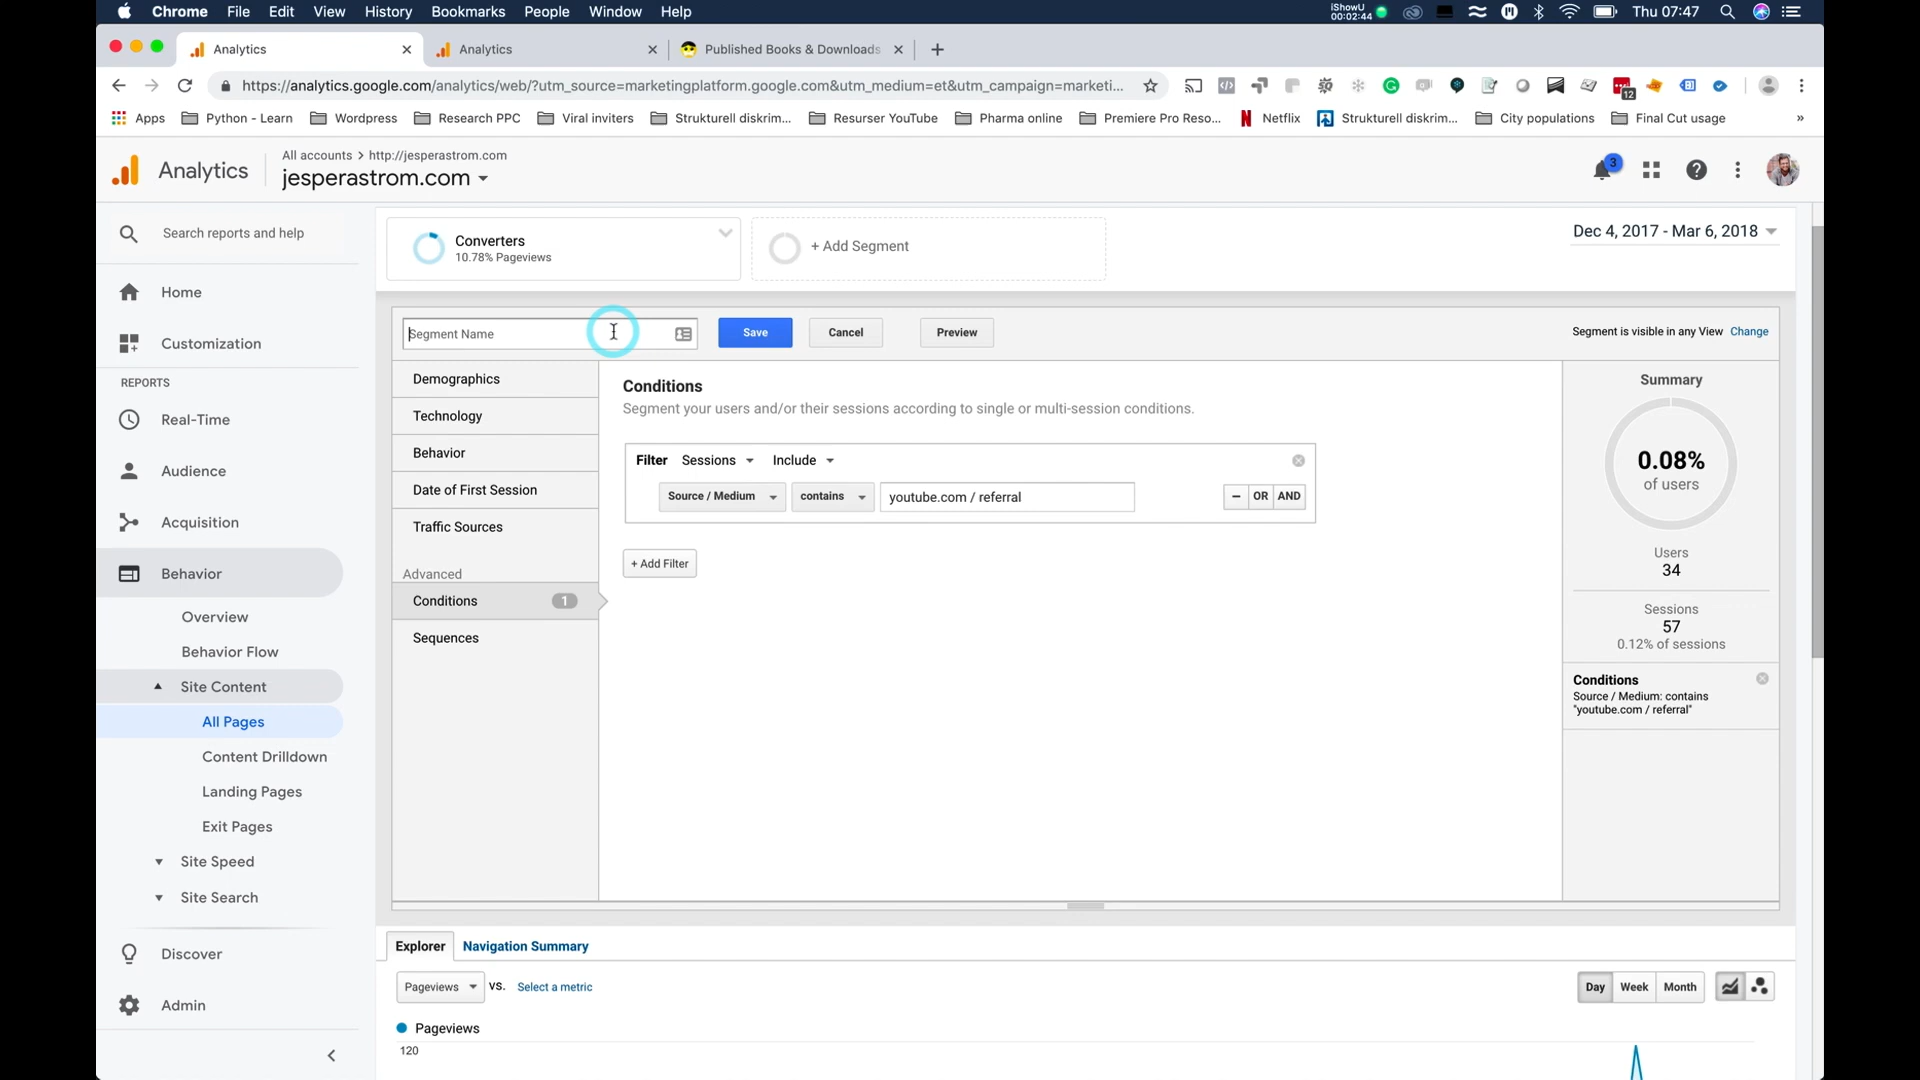 Chrome File Edit View History Bookmarks People Window Help
iShowU
00:02:44
Thu 07:47
Analytics
Analytics
Published Books & Downloads
https://analytics.google.com/analytics/web/?utm_source=marketingplatform.google.com&utm_medium=et&utm_campaign=marketi...
12
Apps Python - Learn Wordpress Research PPC Viral inviters Strukturell diskrim... Resurser YouTube Pharma online Premiere Pro Reso... Netflix Strukturell diskrim... City populations Final Cut usage »
Analytics
All accounts > http://jesperastrom.com
jesperastrom.com
3
Search reports and help
Home
Customization
REPORTS
Real-Time
Audience
Acquisition
Behavior
Overview
Behavior Flow
Site Content
All Pages
Content Drilldown
Landing Pages
Exit Pages
Site Speed
Site Search
Discover
Admin
Converters
10.78% Pageviews
+ Add Segment
Dec 4, 2017 - Mar 6, 2018
Segment Name
Save
Cancel
Preview
Segment is visible in any View Change
Demographics
Technology
Behavior
Date of First Session
Traffic Sources
Advanced
Conditions 1
Sequences
Conditions
Segment your users and/or their sessions according to single or multi-session conditions.
Filter Sessions Include
Source / Medium contains youtube.com / referral
– OR AND
+ Add Filter
Summary
0.08%
of users
Users
34
Sessions
57
0.12% of sessions
Conditions
Source / Medium: contains
"youtube.com / referral"
Explorer Navigation Summary
Pageviews VS. Select a metric
Day Week Month
Pageviews
120